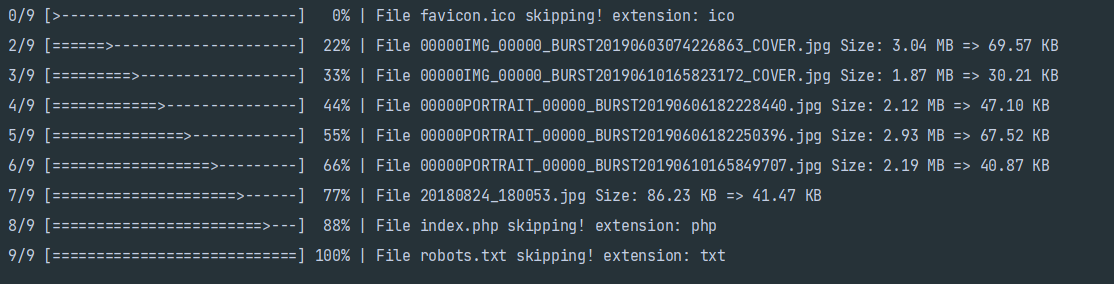 0/9 [>---------------------------]   0% | File favicon.ico skipping! extension: ico
2/9 [======>---------------------]  22% | File 00000IMG_00000_BURST20190603074226863_COVER.jpg Size: 3.04 MB => 69.57 KB
3/9 [=========>------------------]  33% | File 00000IMG_00000_BURST20190610165823172_COVER.jpg Size: 1.87 MB => 30.21 KB
4/9 [============>---------------]  44% | File 00000PORTRAIT_00000_BURST20190606182228440.jpg Size: 2.12 MB => 47.10 KB
5/9 [===============>------------]  55% | File 00000PORTRAIT_00000_BURST20190606182250396.jpg Size: 2.93 MB => 67.52 KB
6/9 [==================>---------]  66% | File 00000PORTRAIT_00000_BURST20190610165849707.jpg Size: 2.19 MB => 40.87 KB
7/9 [=====================>------]  77% | File 20180824_180053.jpg Size: 86.23 KB => 41.47 KB
8/9 [========================>---]  88% | File index.php skipping! extension: php
9/9 [============================] 100% | File robots.txt skipping! extension: txt